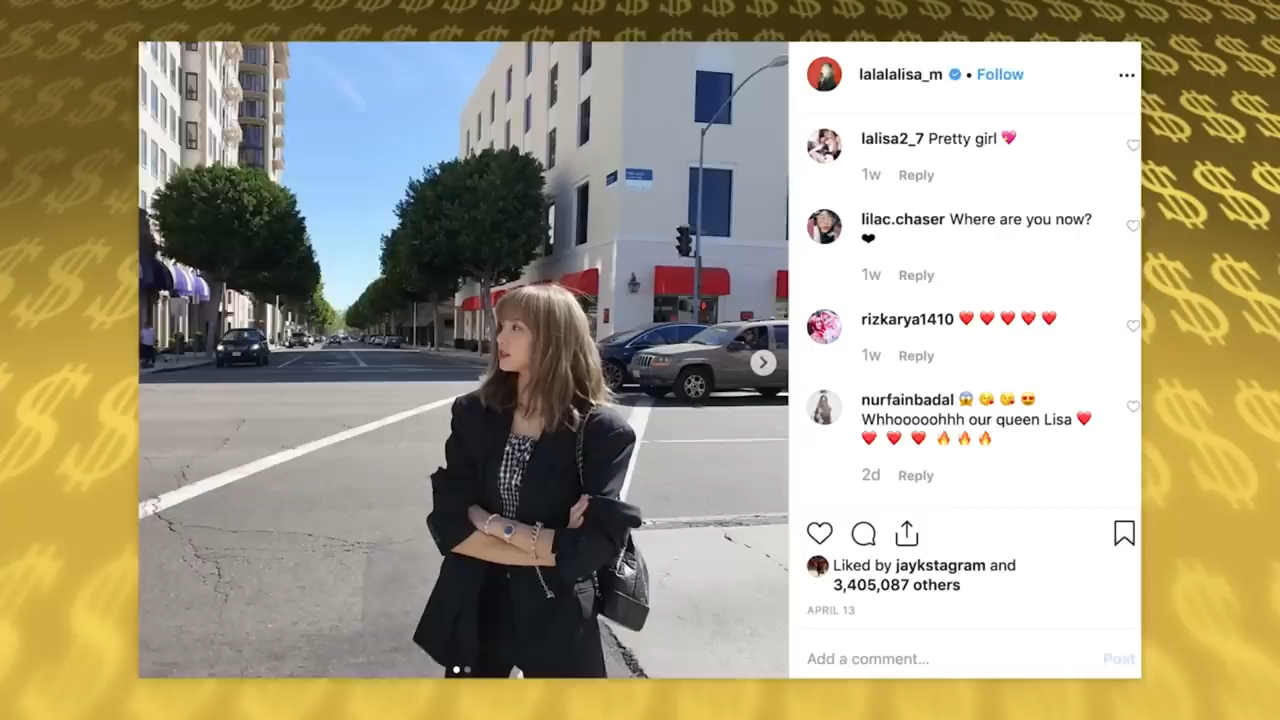 lalalalisa_m • Follow
lalisa2_7 Pretty girl 💖
1w Reply
lilac.chaser Where are you now?
❤
1w Reply
rizkarya1410 ❤️ ❤️ ❤️ ❤️ ❤️
1w Reply
nurfainbadal 😱 😘 😘 😍
Whhooooohhh our queen Lisa ❤️
❤️ ❤️ ❤️ 🔥 🔥 🔥
2d Reply
Liked by jaykstagram and
3,405,087 others
APRIL 13
Add a comment... Post